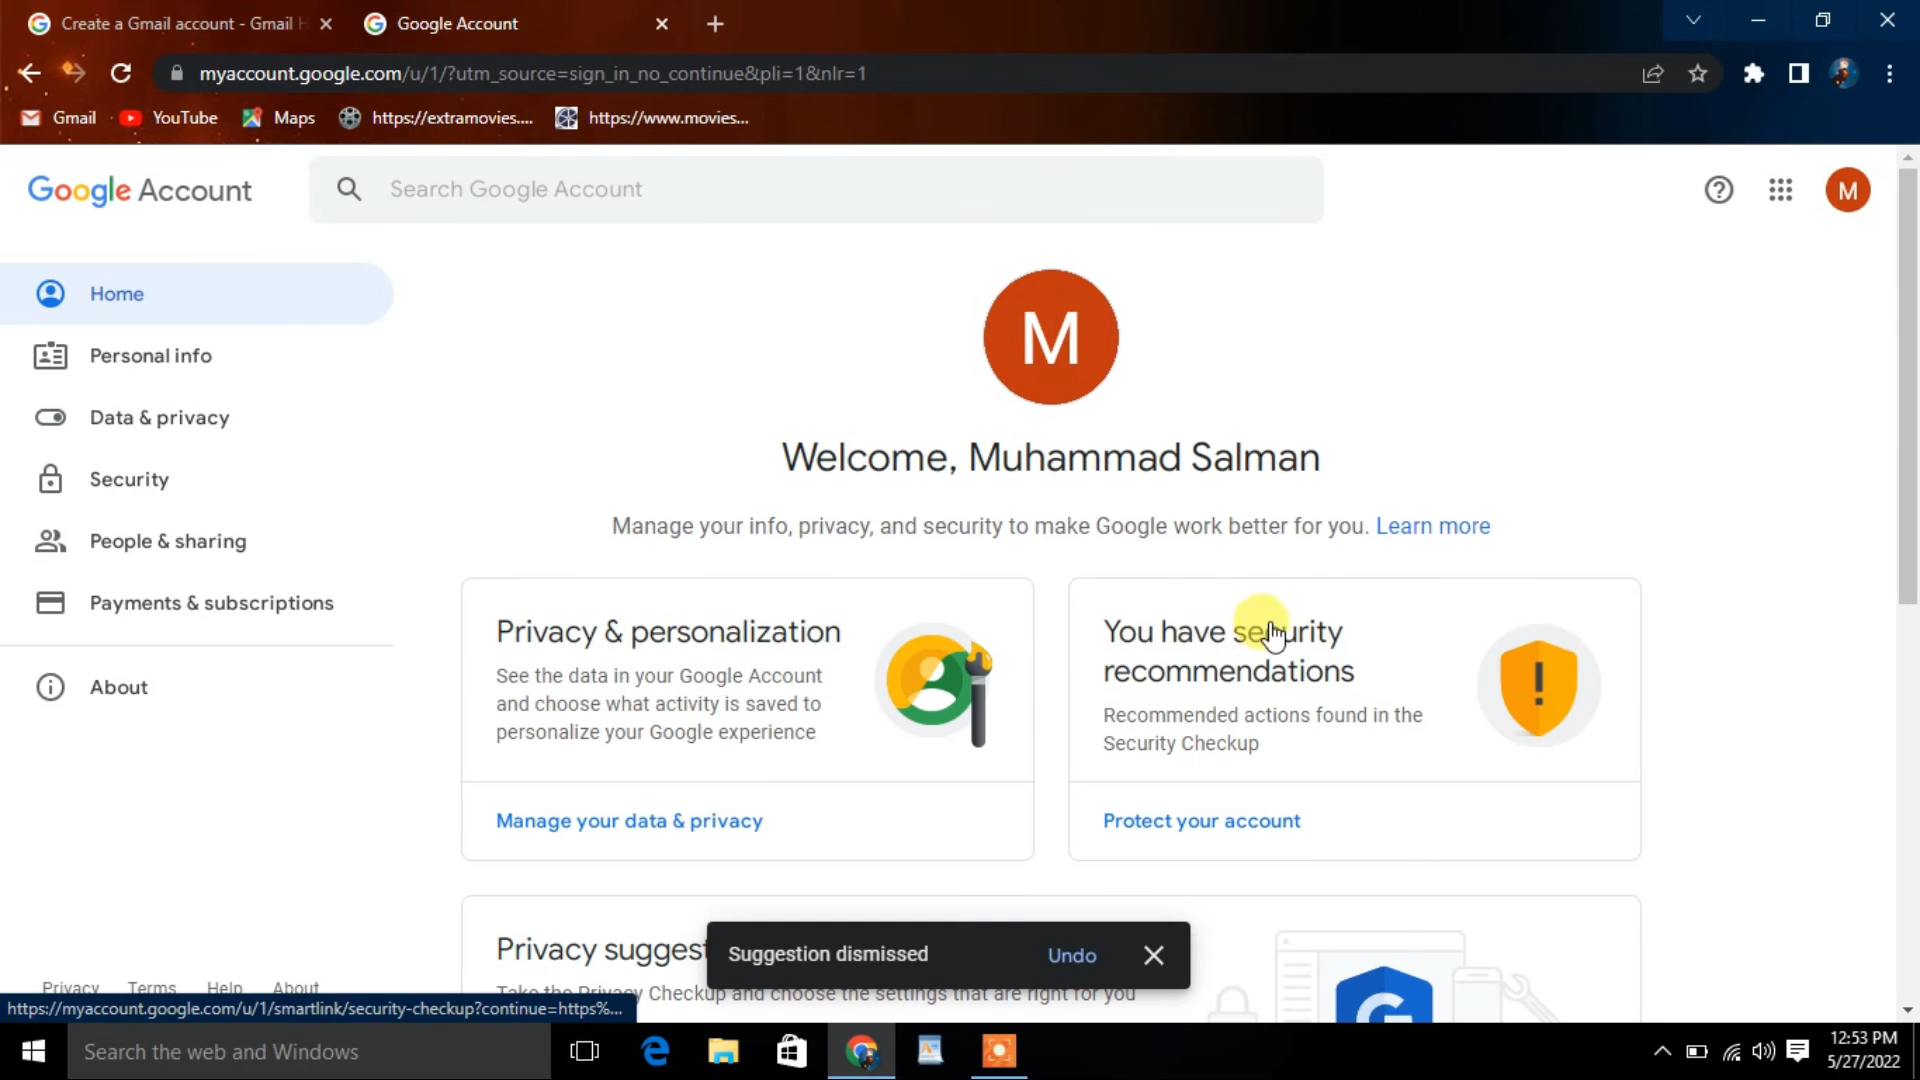 Create a Gmail account - Gmail H
Google Account
myaccount.google.com/u/1/?utm_source=sign_in_no_continue&pli=1&nlr=1
Gmail
YouTube
Maps
https://extramovies....
https://www.movies...
Google Account
Search Google Account
M
Home
Personal info
Data & privacy
Security
People & sharing
Payments & subscriptions
About
M
Welcome, Muhammad Salman
Manage your info, privacy, and security to make Google work better for you. Learn more
Privacy & personalization
See the data in your Google Account
and choose what activity is saved to
personalize your Google experience
Manage your data & privacy
You have security
recommendations
Recommended actions found in the
Security Checkup
Protect your account
Privacy suggest
Take the Privacy Checkup and choose the settings that are right for you
Suggestion dismissed
Undo
Privacy
Terms
Help
About
https://myaccount.google.com/u/1/smartlink/security-checkup?continue=https%...
Search the web and Windows
12:53 PM
5/27/2022